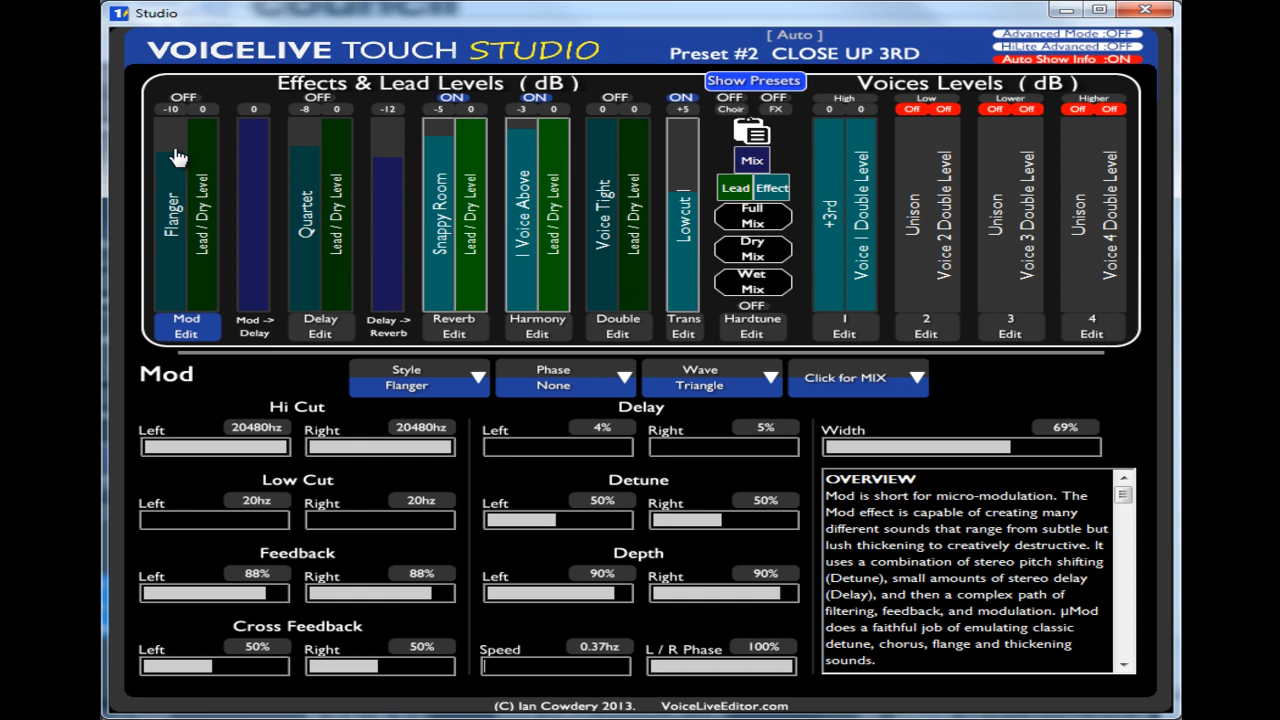 Studio
VOICELIVE TOUCH STUDIO
[ Auto ]
Preset #2 CLOSE UP 3RD
Advanced Mode :OFF
HiLite Advanced :OFF
Auto Show Info :ON
Effects & Lead Levels ( dB )
Show Presets
Voices Levels ( dB )
OFF OFF ON ON OFF ON OFF OFF High Low Lower Higher
-10 0 0 -8 0 -12 -5 0 -3 0 0 0 +5 Choir FX 0 0 Off Off Off Off Off Off
Flanger
Lead / Dry Level
Quartet
Lead / Dry Level
Snappy Room
Lead / Dry Level
1 Voice Above
Lead / Dry Level
Voice Tight
Lead / Dry Level
Lowcut 1
Mix
Lead Effect
Full
Mix
Dry
Mix
Wet
Mix
OFF
+3rd
Voice 1 Double Level
Unison
Voice 2 Double Level
Unison
Voice 3 Double Level
Unison
Voice 4 Double Level
Mod Mod -> Delay Delay -> Reverb Harmony Double Trans Hardtune 1 2 3 4
Edit Delay Edit Reverb Edit Edit Edit Edit Edit Edit Edit Edit Edit
Mod
Style
Flanger
Phase
None
Wave
Triangle
Click for MIX
Hi Cut
Left 20480hz Right 20480hz
Low Cut
Left 20hz Right 20hz
Feedback
Left 88% Right 88%
Cross Feedback
Left 50% Right 50%
Delay
Left 4% Right 5%
Detune
Left 50% Right 50%
Depth
Left 90% Right 90%
Speed 0.37hz L / R Phase 100%
Width 69%
OVERVIEW
Mod is short for micro-modulation. The
Mod effect is capable of creating many
different sounds that range from subtle but
lush thickening to creatively destructive. It
uses a combination of stereo pitch shifting
(Detune), small amounts of stereo delay
(Delay), and then a complex path of
filtering, feedback, and modulation. µMod
does a faithful job of emulating classic
detune, chorus, flange and thickening
sounds.
(C) Ian Cowdery 2013. VoiceLiveEditor.com